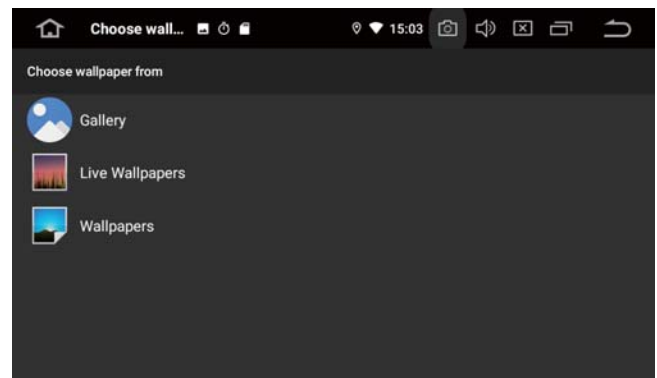 Choose wall... 15:03
Choose wallpaper from
Gallery
Live Wallpapers
Wallpapers